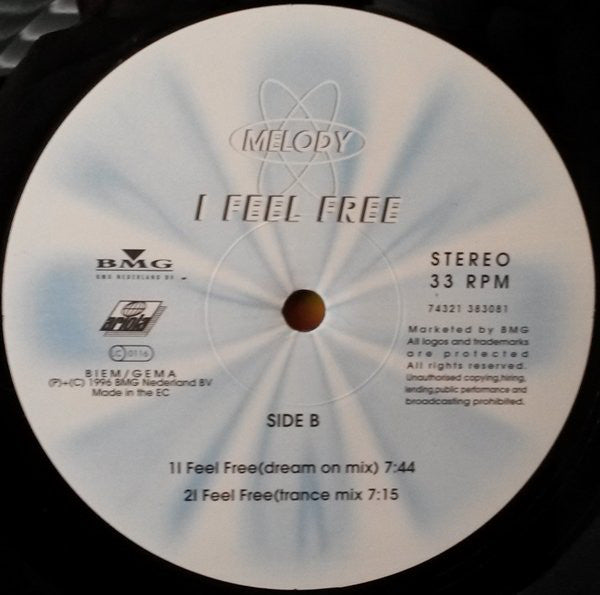 MELODY
I FEEL FREE
BMG
BMG NEDERLAND BV
ariola
LC 0116
BIEM/GEMA
(P)+(C) 1996 BMG Nederland BV
Made in the EC
STEREO
33 RPM
74321 383081
Marketed by BMG
All logos and trademarks
are protected
All rights reserved.
Unauthorised copying,hiring,
lending,public performance and
broadcasting prohibited.
SIDE B
1I Feel Free(dream on mix) 7:44
2I Feel Free(trance mix 7:15